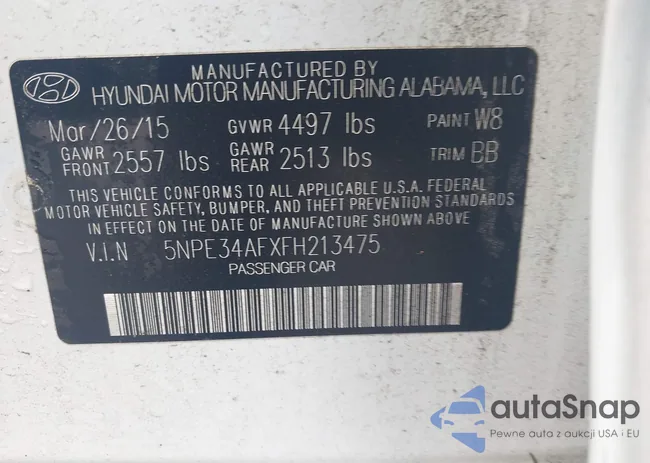 MANUFACTURED BY
HYUNDAI MOTOR MANUFACTURING ALABAMA, LLC
Mar/26/15 GVWR 4497 lbs PAINT W8
GAWR FRONT 2557 lbs GAWR REAR 2513 lbs TRIM BB
THIS VEHICLE CONFORMS TO ALL APPLICABLE U.S.A. FEDERAL
MOTOR VEHICLE SAFETY, BUMPER, AND THEFT PREVENTION STANDARDS
IN EFFECT ON THE DATE OF MANUFACTURE SHOWN ABOVE
V.I.N 5NPE34AFXFH213475
PASSENGER CAR
autaSnap
Pewne auta z aukcji USA i EU